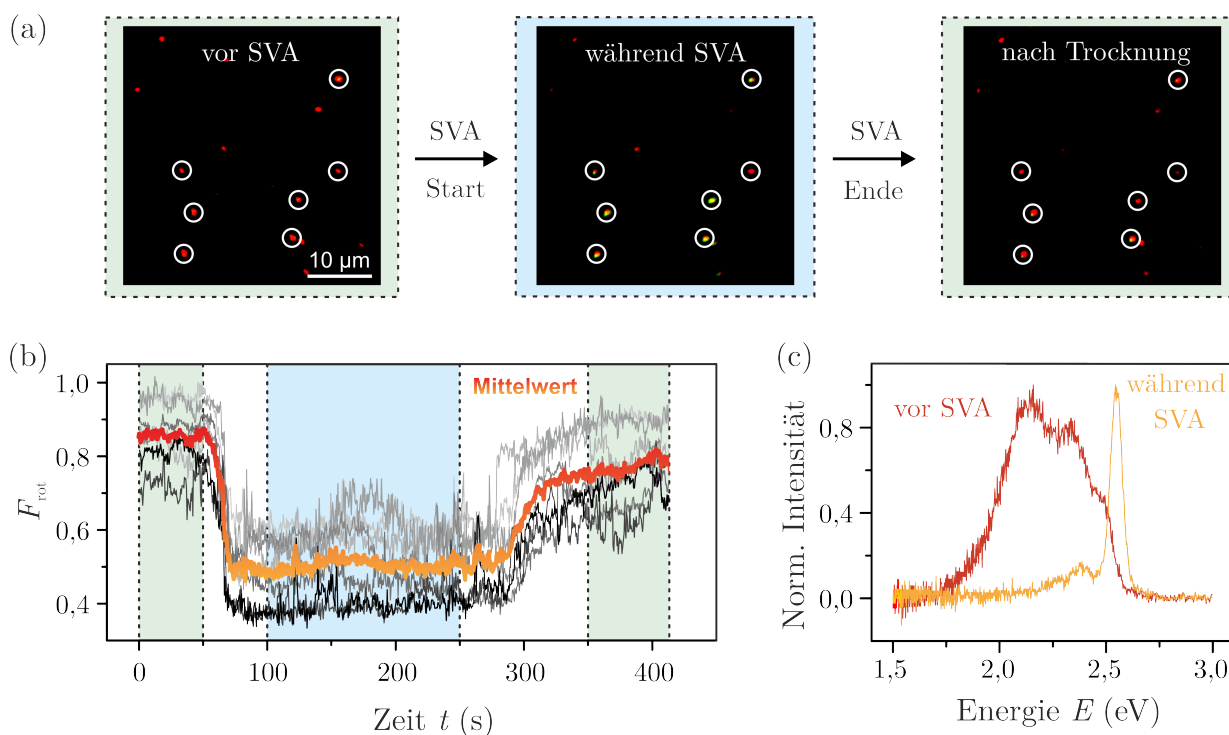 (a)
vor SVA
10 µm
SVA
Start
während SVA
SVA
Ende
nach Trocknung
(b)
Mittelwert
1,0
0,8
0,6
0,4
F_rot
0
100
200
300
400
Zeit t (s)
(c)
vor SVA
während
SVA
0,8
0,4
0,0
Norm. Intensität
1,5
2,0
2,5
3,0
Energie E (eV)